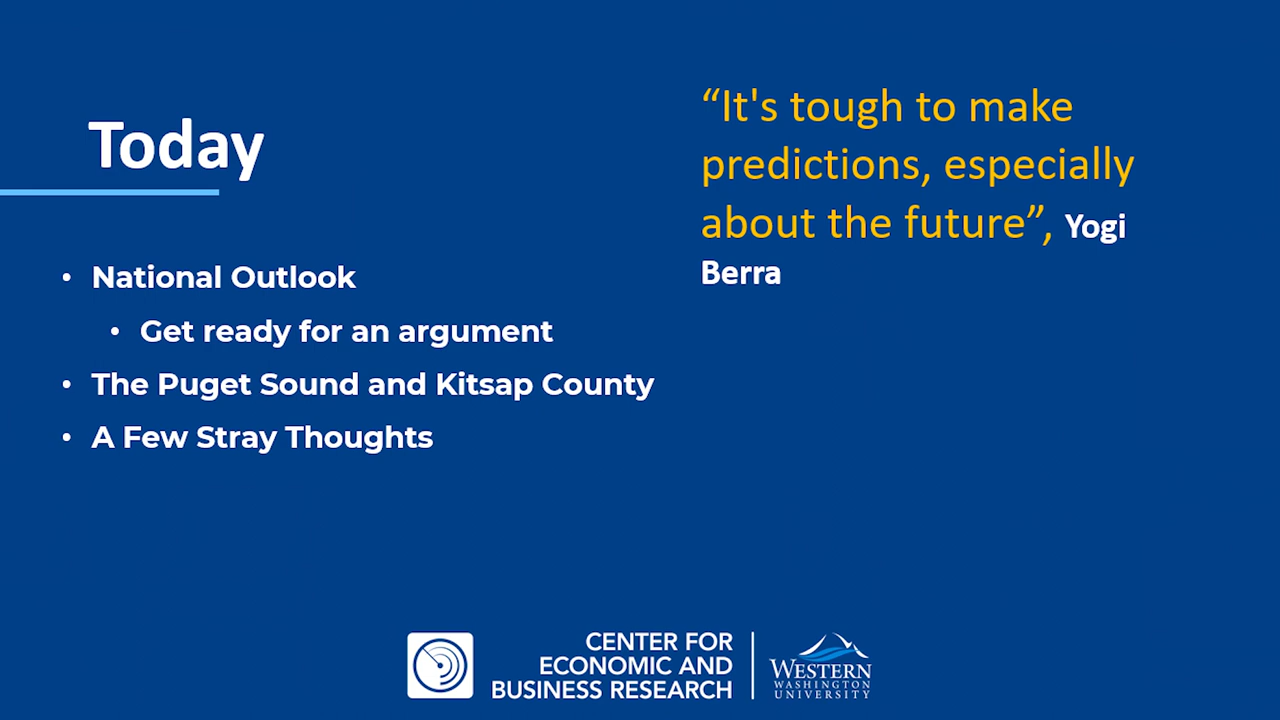 Today
• National Outlook
• Get ready for an argument
• The Puget Sound and Kitsap County
• A Few Stray Thoughts
“It's tough to make
predictions, especially
about the future”, Yogi
Berra
CENTER FOR
ECONOMIC AND
BUSINESS RESEARCH
WESTERN
WASHINGTON
UNIVERSITY